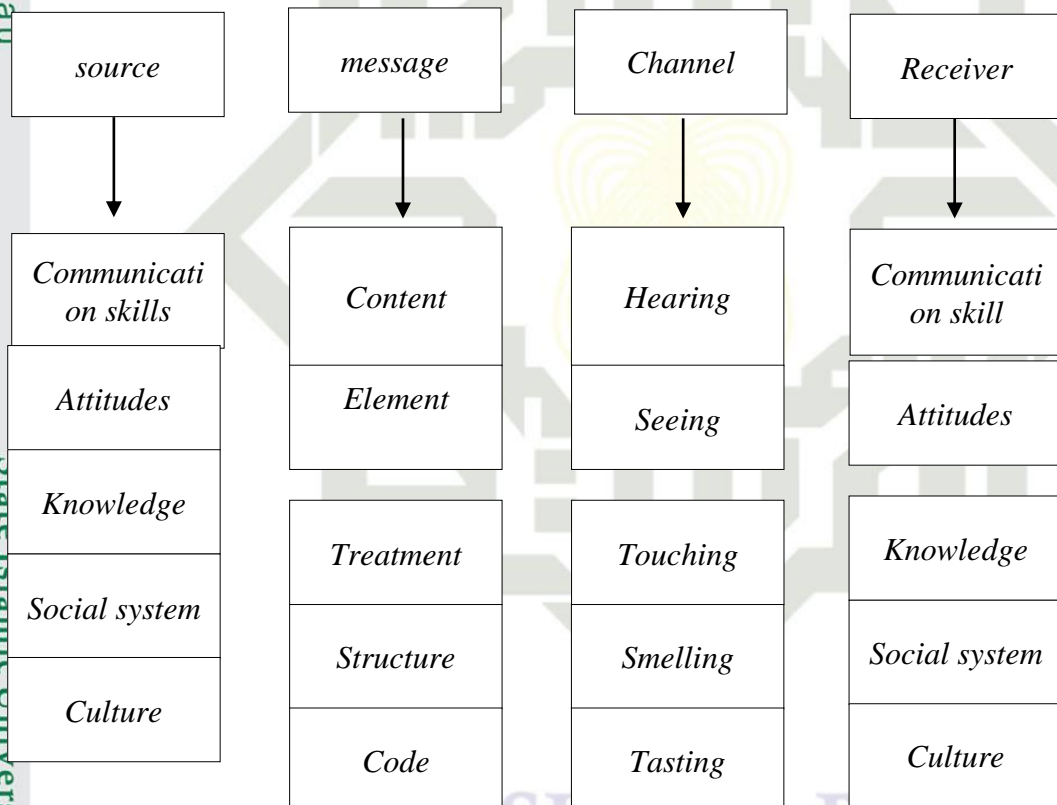 source
message
Channel
Receiver
Communicati
on skills
Attitudes
Knowledge
Social system
Culture
Content
Element
Treatment
Structure
Code
Hearing
Seeing
Touching
Smelling
Tasting
Communicati
on skill
Attitudes
Knowledge
Social system
Culture